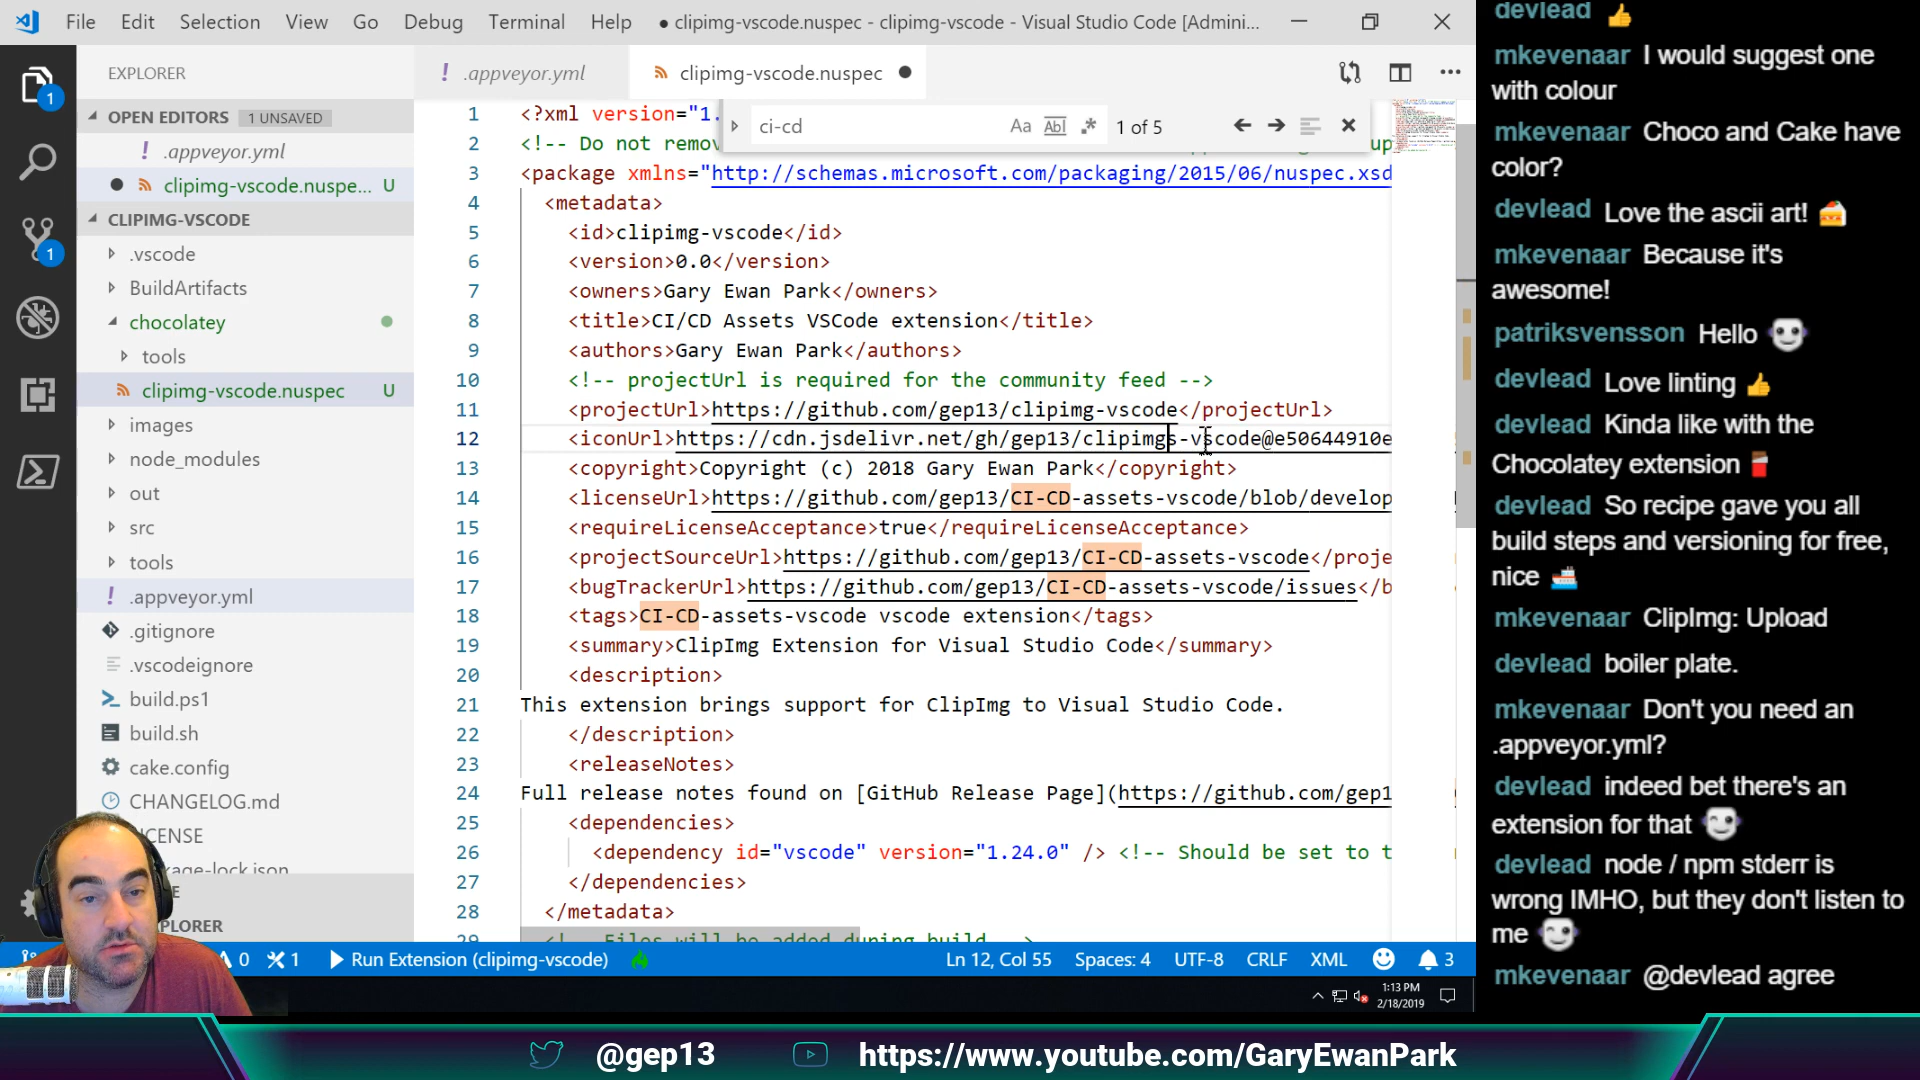 File Edit Selection View Go Debug Terminal Help
● clipimg-vscode.nuspec - clipimg-vscode - Visual Studio Code [Admini...
EXPLORER
OPEN EDITORS 1 UNSAVED
! .appveyor.yml
clipimg-vscode.nuspe... U
CLIPIMG-VSCODE
.vscode
BuildArtifacts
chocolatey
tools
clipimg-vscode.nuspec U
images
node_modules
out
src
tools
! .appveyor.yml
.gitignore
.vscodeignore
build.ps1
build.sh
cake.config
CHANGELOG.md
ICENSE
kage-lock.json
PLORER
1
1
! .appveyor.yml
clipimg-vscode.nuspec ●
ci-cd Aa Abl .* 1 of 5
1 <?xml version="1.
2 <!-- Do not remov
3 <package xmlns="http://schemas.microsoft.com/packaging/2015/06/nuspec.xsd
4 <metadata>
5 <id>clipimg-vscode</id>
6 <version>0.0</version>
7 <owners>Gary Ewan Park</owners>
8 <title>CI/CD Assets VSCode extension</title>
9 <authors>Gary Ewan Park</authors>
10 <!-- projectUrl is required for the community feed -->
11 <projectUrl>https://github.com/gep13/clipimg-vscode</projectUrl>
12 <iconUrl>https://cdn.jsdelivr.net/gh/gep13/clipimgs-vscode@e50644910e
13 <copyright>Copyright (c) 2018 Gary Ewan Park</copyright>
14 <licenseUrl>https://github.com/gep13/CI-CD-assets-vscode/blob/develop
15 <requireLicenseAcceptance>true</requireLicenseAcceptance>
16 <projectSourceUrl>https://github.com/gep13/CI-CD-assets-vscode</proje
17 <bugTrackerUrl>https://github.com/gep13/CI-CD-assets-vscode/issues</b
18 <tags>CI-CD-assets-vscode vscode extension</tags>
19 <summary>ClipImg Extension for Visual Studio Code</summary>
20 <description>
21 This extension brings support for ClipImg to Visual Studio Code.
22 </description>
23 <releaseNotes>
24 Full release notes found on [GitHub Release Page](https://github.com/gep1
25 <dependencies>
26 <dependency id="vscode" version="1.24.0" /> <!-- Should be set to t
27 </dependencies>
28 </metadata>
29 <!-- Files will be added during build -->
0 1 Run Extension (clipimg-vscode) Ln 12, Col 55 Spaces: 4 UTF-8 CRLF XML 3
1:13 PM
2/18/2019
devlead 👍
mkevenaar I would suggest one
with colour
mkevenaar Choco and Cake have
color?
devlead Love the ascii art! 🍰
mkevenaar Because it's
awesome!
patriksvensson Hello
devlead Love linting 👍
devlead Kinda like with the
Chocolatey extension 🍫
devlead So recipe gave you all
build steps and versioning for free,
nice 🚢
mkevenaar ClipImg: Upload
devlead boiler plate.
mkevenaar Don't you need an
.appveyor.yml?
devlead indeed bet there's an
extension for that
devlead node / npm stderr is
wrong IMHO, but they don't listen to
me
mkevenaar @devlead agree
@gep13 https://www.youtube.com/GaryEwanPark